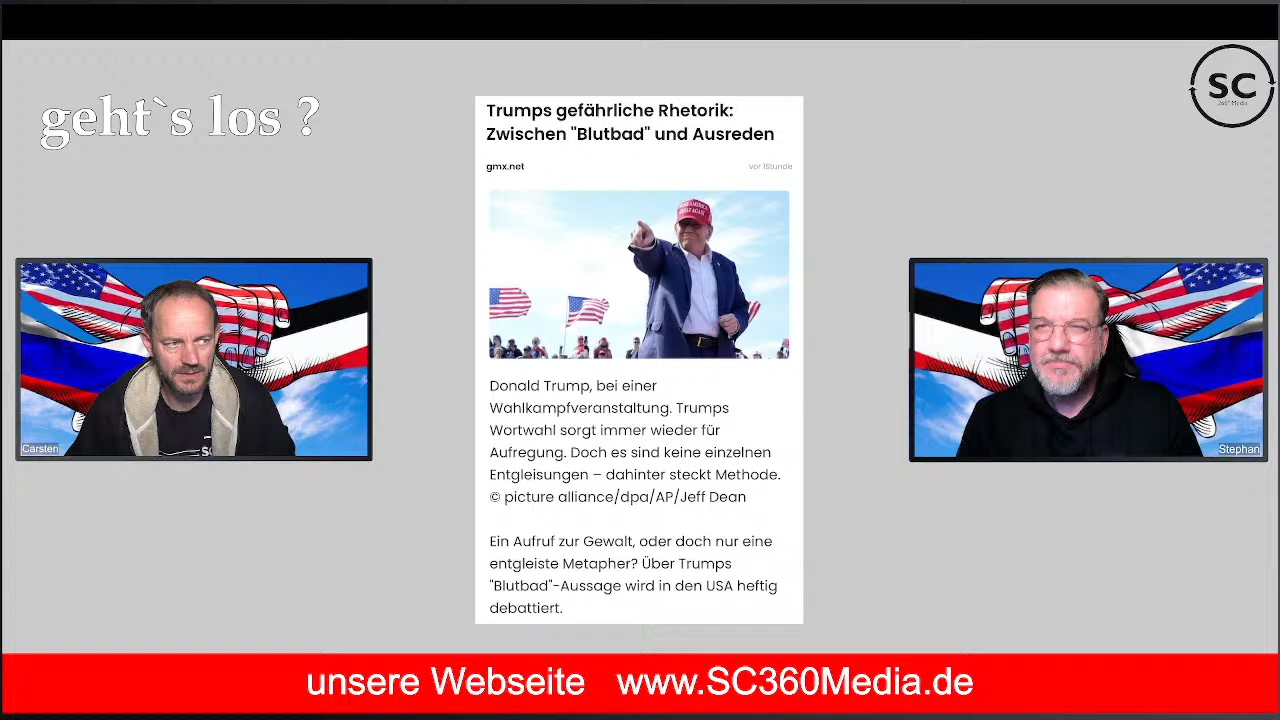 geht`s los ?
SC
360° Media
Trumps gefährliche Rhetorik:
Zwischen "Blutbad" und Ausreden
gmx.net
vor 1Stunde
Donald Trump, bei einer
Wahlkampfveranstaltung. Trumps
Wortwahl sorgt immer wieder für
Aufregung. Doch es sind keine einzelnen
Entgleisungen – dahinter steckt Methode.
© picture alliance/dpa/AP/Jeff Dean
Ein Aufruf zur Gewalt, oder doch nur eine
entgleiste Metapher? Über Trumps
"Blutbad"-Aussage wird in den USA heftig
debattiert.
Carsten
Stephan
unsere Webseite www.SC360Media.de